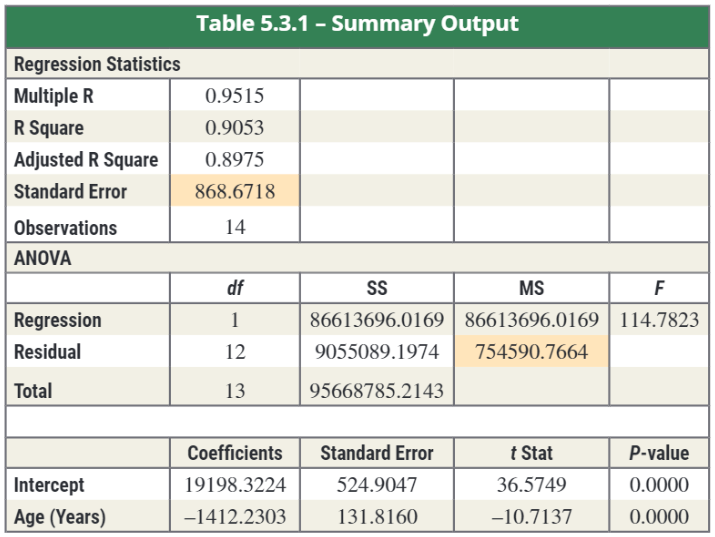 Table 5.3.1 – Summary Output
Regression Statistics
Multiple R 0.9515
R Square 0.9053
Adjusted R Square 0.8975
Standard Error 868.6718
Observations 14
ANOVA
df SS MS F
Regression 1 86613696.0169 86613696.0169 114.7823
Residual 12 9055089.1974 754590.7664
Total 13 95668785.2143
Coefficients Standard Error t Stat P-value
Intercept 19198.3224 524.9047 36.5749 0.0000
Age (Years) –1412.2303 131.8160 –10.7137 0.0000